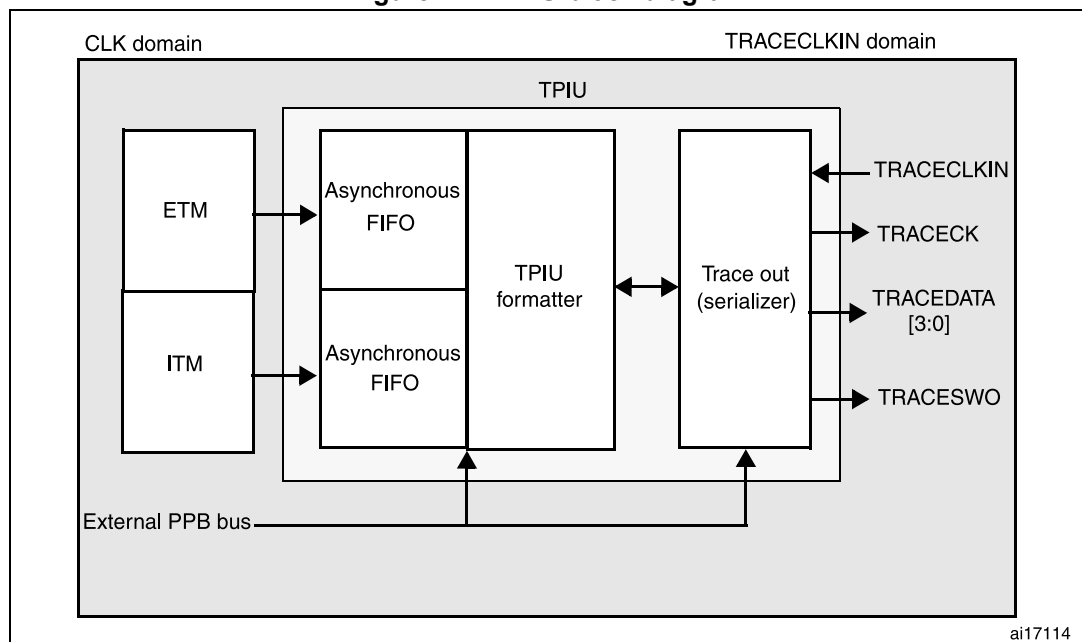 CLK domain
TRACECLKIN domain
TPIU
ETM
Asynchronous
FIFO
TPIU
formatter
Trace out
(serializer)
TRACECLKIN
TRACECK
TRACEDATA
[3:0]
TRACESWO
ITM
Asynchronous
FIFO
External PPB bus
ai17114